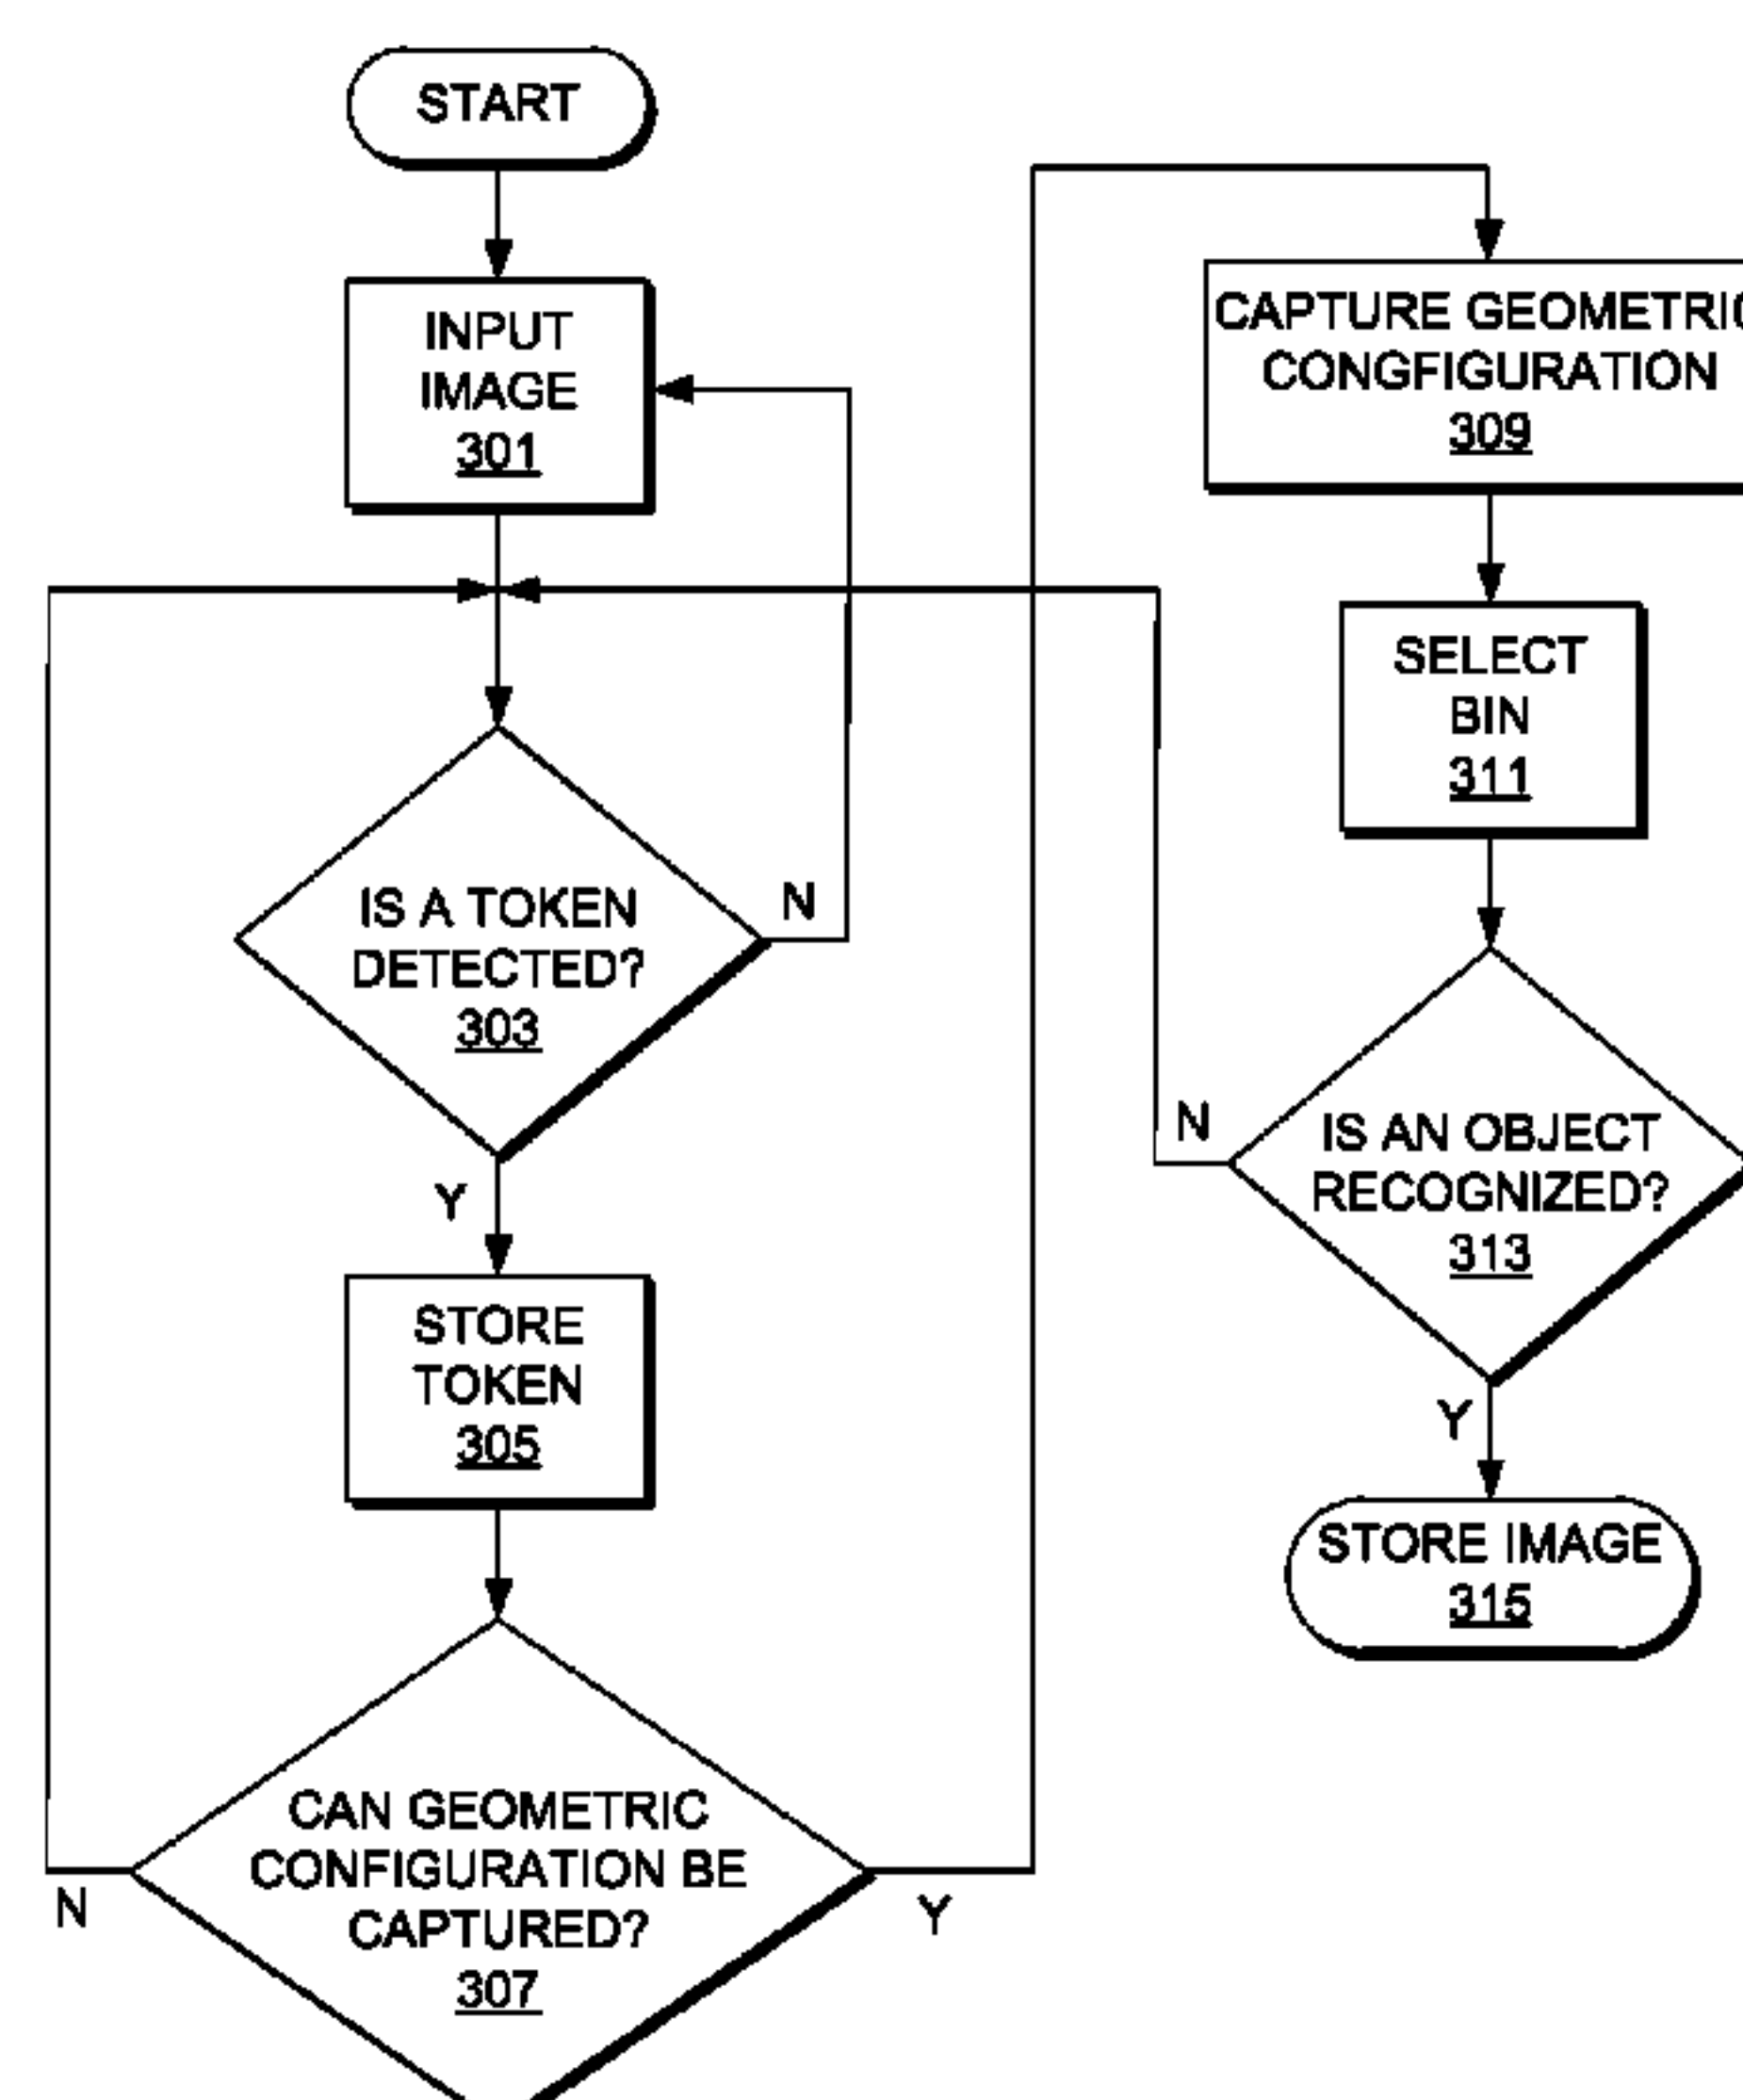 START
INPUT
IMAGE
301
IS A TOKEN
DETECTED?
303
N
Y
STORE
TOKEN
305
CAN GEOMETRIC
CONFIGURATION BE
CAPTURED?
307
N
Y
CAPTURE GEOMETRIC
CONGFIGURATION
309
SELECT
BIN
311
IS AN OBJECT
RECOGNIZED?
313
N
Y
STORE IMAGE
315